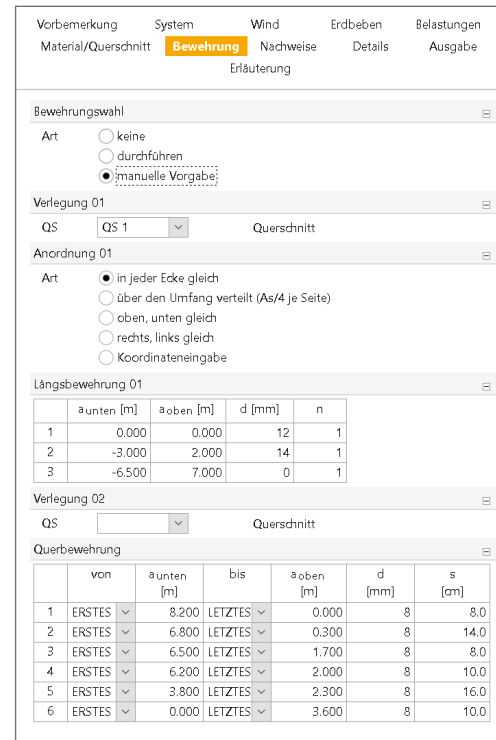 Vorbemerkung System Wind Erdbeben Belastungen
Material/Querschnitt Bewehrung Nachweise Details Ausgabe
Erläuterung
Bewehrungswahl
Art keine
durchführen
manuelle Vorgabe
Verlegung 01
QS QS 1 Querschnitt
Anordnung 01
Art in jeder Ecke gleich
über den Umfang verteilt (As/4 je Seite)
oben, unten gleich
rechts, links gleich
Koordinateneingabe
Längsbewehrung 01
a unten [m] a oben [m] d [mm] n
1 0.000 0.000 12 1
2 -3.000 2.000 14 1
3 -6.500 7.000 0 1
Verlegung 02
QS Querschnitt
Querbewehrung
von a unten bis a oben d s
[m] [m] [mm] [cm]
1 ERSTES 8.200 LETZTES 0.000 8 8.0
2 ERSTES 6.800 LETZTES 0.300 8 14.0
3 ERSTES 6.500 LETZTES 1.700 8 8.0
4 ERSTES 6.200 LETZTES 2.000 8 10.0
5 ERSTES 3.800 LETZTES 2.300 8 16.0
6 ERSTES 0.000 LETZTES 3.600 8 10.0